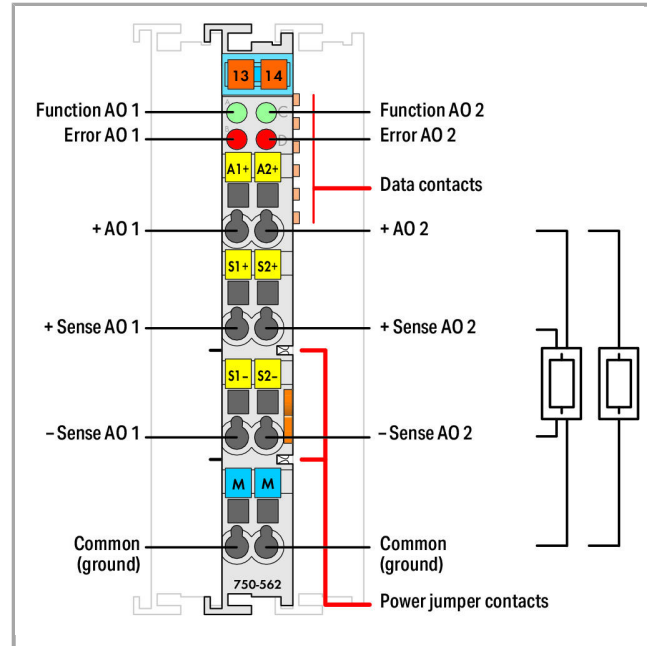 13 14
Function AO 1
A C
Function AO 2
Error AO 1
B D
Error AO 2
A1+ A2+
Data contacts
+ AO 1
+ AO 2
S1+ S2+
+ Sense AO 1
+ Sense AO 2
S1– S2–
– Sense AO 1
– Sense AO 2
M M
Common
(ground)
Common
(ground)
750-562
Power jumper contacts